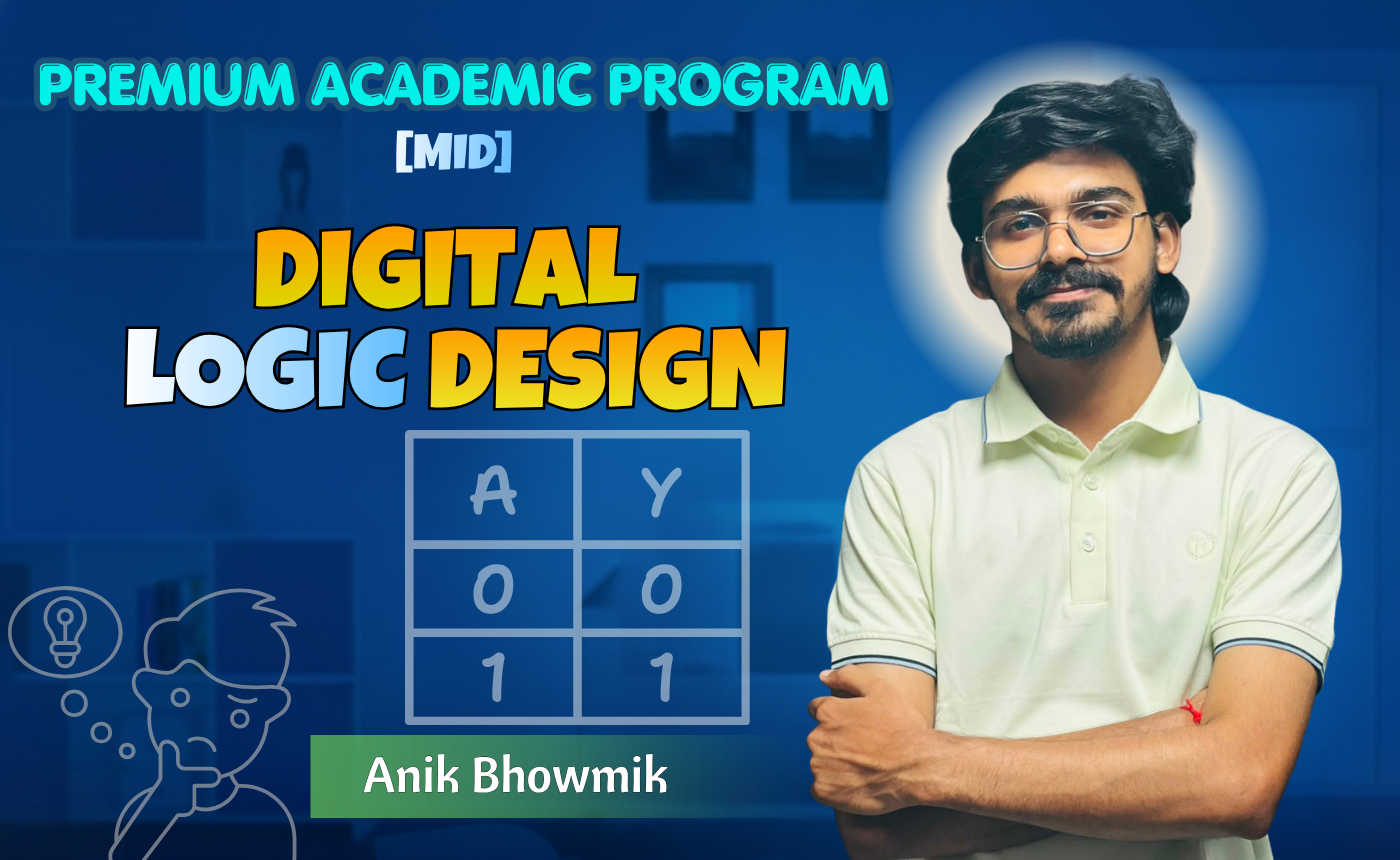 PREMIUM ACADEMIC PROGRAM
[MID]
DIGITAL
LOGIC DESIGN
A Y
0 0
1 1
Anik Bhowmik